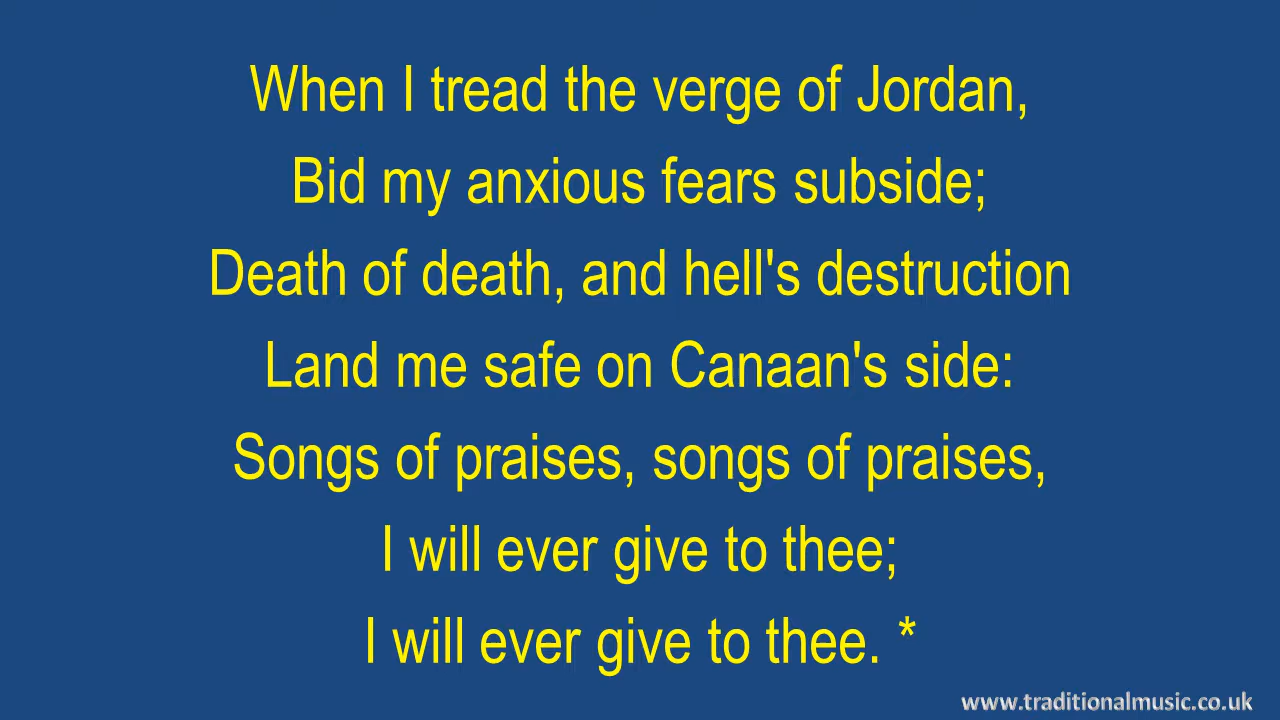 When I tread the verge of Jordan,
Bid my anxious fears subside;
Death of death, and hell's destruction
Land me safe on Canaan's side:
Songs of praises, songs of praises,
I will ever give to thee;
I will ever give to thee. *
www.traditionalmusic.co.uk